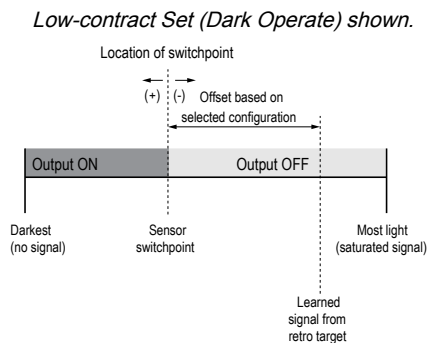 Low-contract Set (Dark Operate) shown.
Location of switchpoint
(+) (-) Offset based on
selected configuration
Output ON Output OFF
Darkest
(no signal)
Sensor
switchpoint
Most light
(saturated signal)
Learned
signal from
retro target